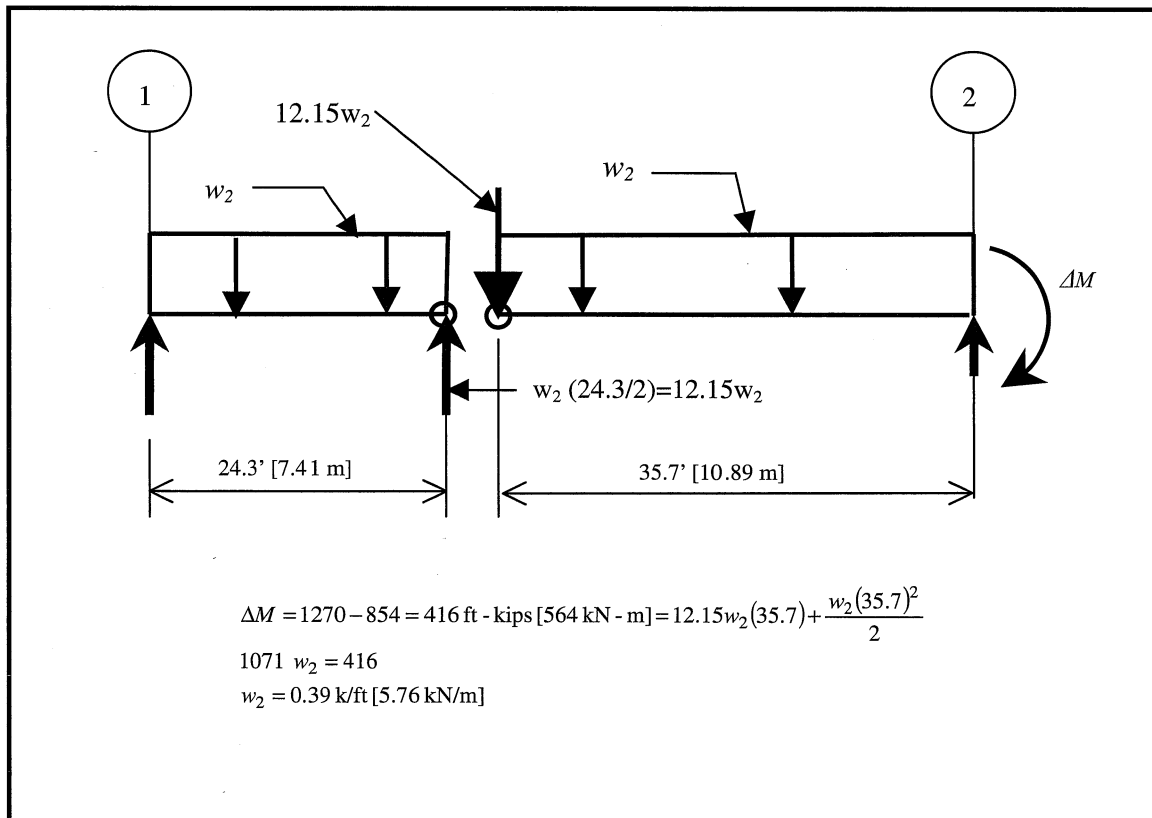 1
2
12.15w₂
w₂
w₂
ΔM
w₂ (24.3/2)=12.15w₂
24.3' [7.41 m]
35.7' [10.89 m]
ΔM = 1270 − 854 = 416 ft - kips [564 kN - m] = 12.15w₂(35.7) + w₂(35.7)²/2
1071 w₂ = 416
w₂ = 0.39 k/ft [5.76 kN/m]